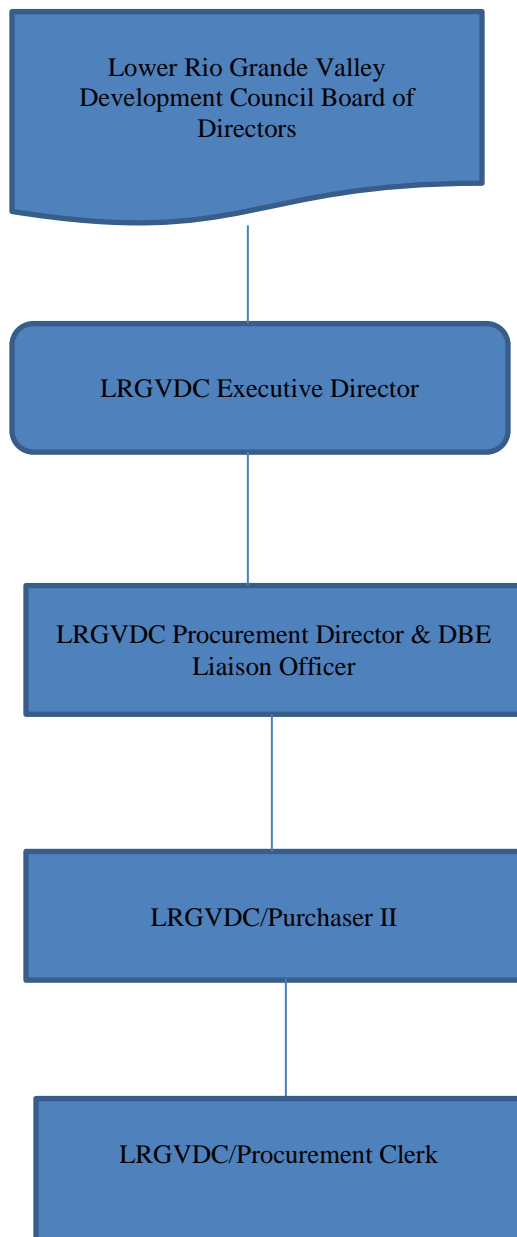 Lower Rio Grande Valley
Development Council Board of
Directors
LRGVDC Executive Director
LRGVDC Procurement Director & DBE
Liaison Officer
LRGVDC/Purchaser II
LRGVDC/Procurement Clerk